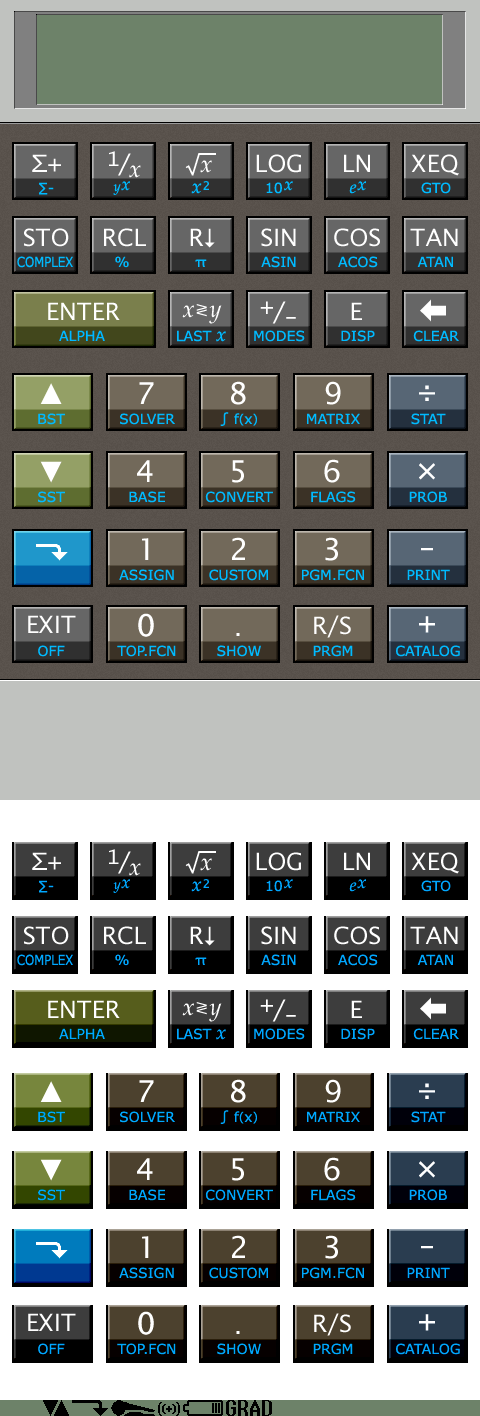 Σ+ 1/x √x LOG LN XEQ
Σ- yˣ x² 10ˣ eˣ GTO
STO RCL R↓ SIN COS TAN
COMPLEX % π ASIN ACOS ATAN
ENTER x≷y +/_ E ←
ALPHA LAST x MODES DISP CLEAR
▲ 7 8 9 ÷
BST SOLVER ∫ f(x) MATRIX STAT
▼ 4 5 6 ×
SST BASE CONVERT FLAGS PROB
1 2 3 -
ASSIGN CUSTOM PGM.FCN PRINT
EXIT 0 . R/S +
OFF TOP.FCN SHOW PRGM CATALOG
Σ+ 1/x √x LOG LN XEQ
Σ- yˣ x² 10ˣ eˣ GTO
STO RCL R↓ SIN COS TAN
COMPLEX % π ASIN ACOS ATAN
ENTER x≷y +/_ E ←
ALPHA LAST x MODES DISP CLEAR
▲ 7 8 9 ÷
BST SOLVER ∫ f(x) MATRIX STAT
▼ 4 5 6 ×
SST BASE CONVERT FLAGS PROB
1 2 3 -
ASSIGN CUSTOM PGM.FCN PRINT
EXIT 0 . R/S +
OFF TOP.FCN SHOW PRGM CATALOG
▼▲ ((•)) GRAD